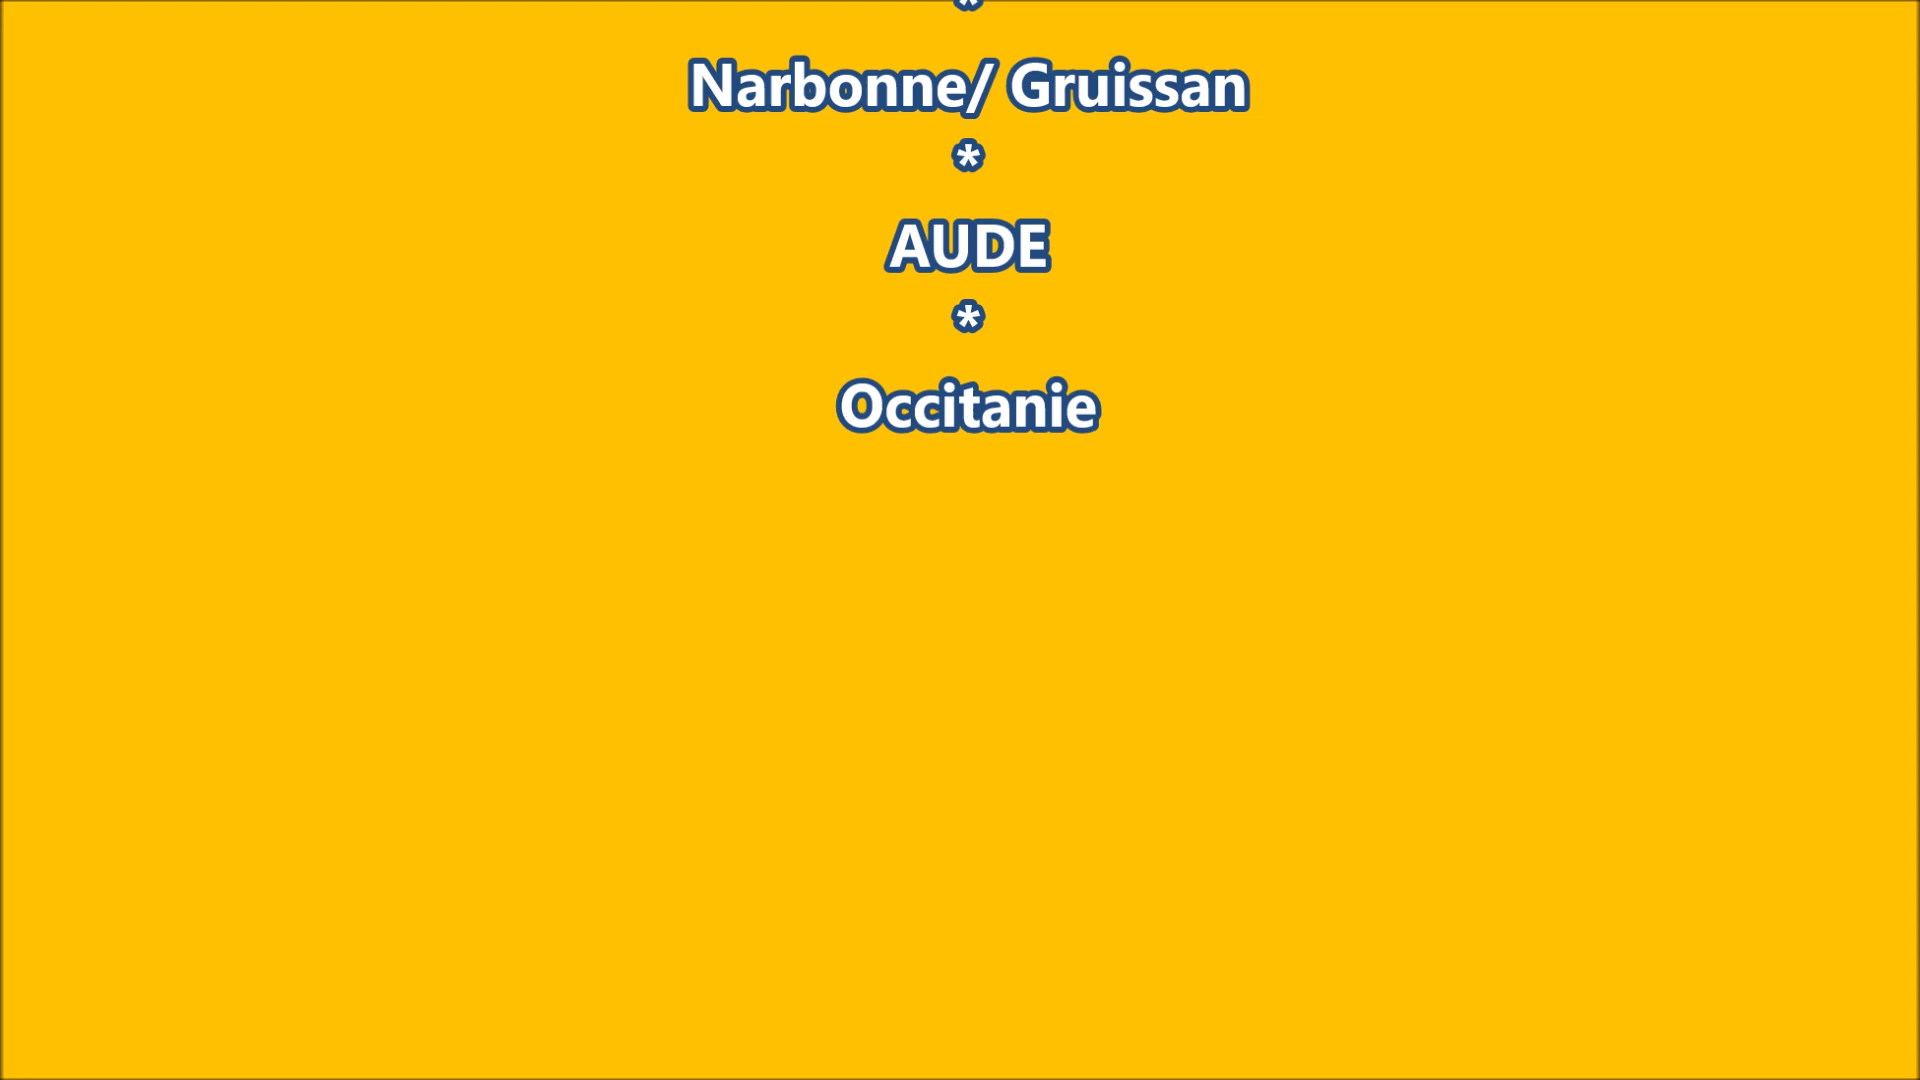 *
Narbonne/ Gruissan
*
AUDE
*
Occitanie